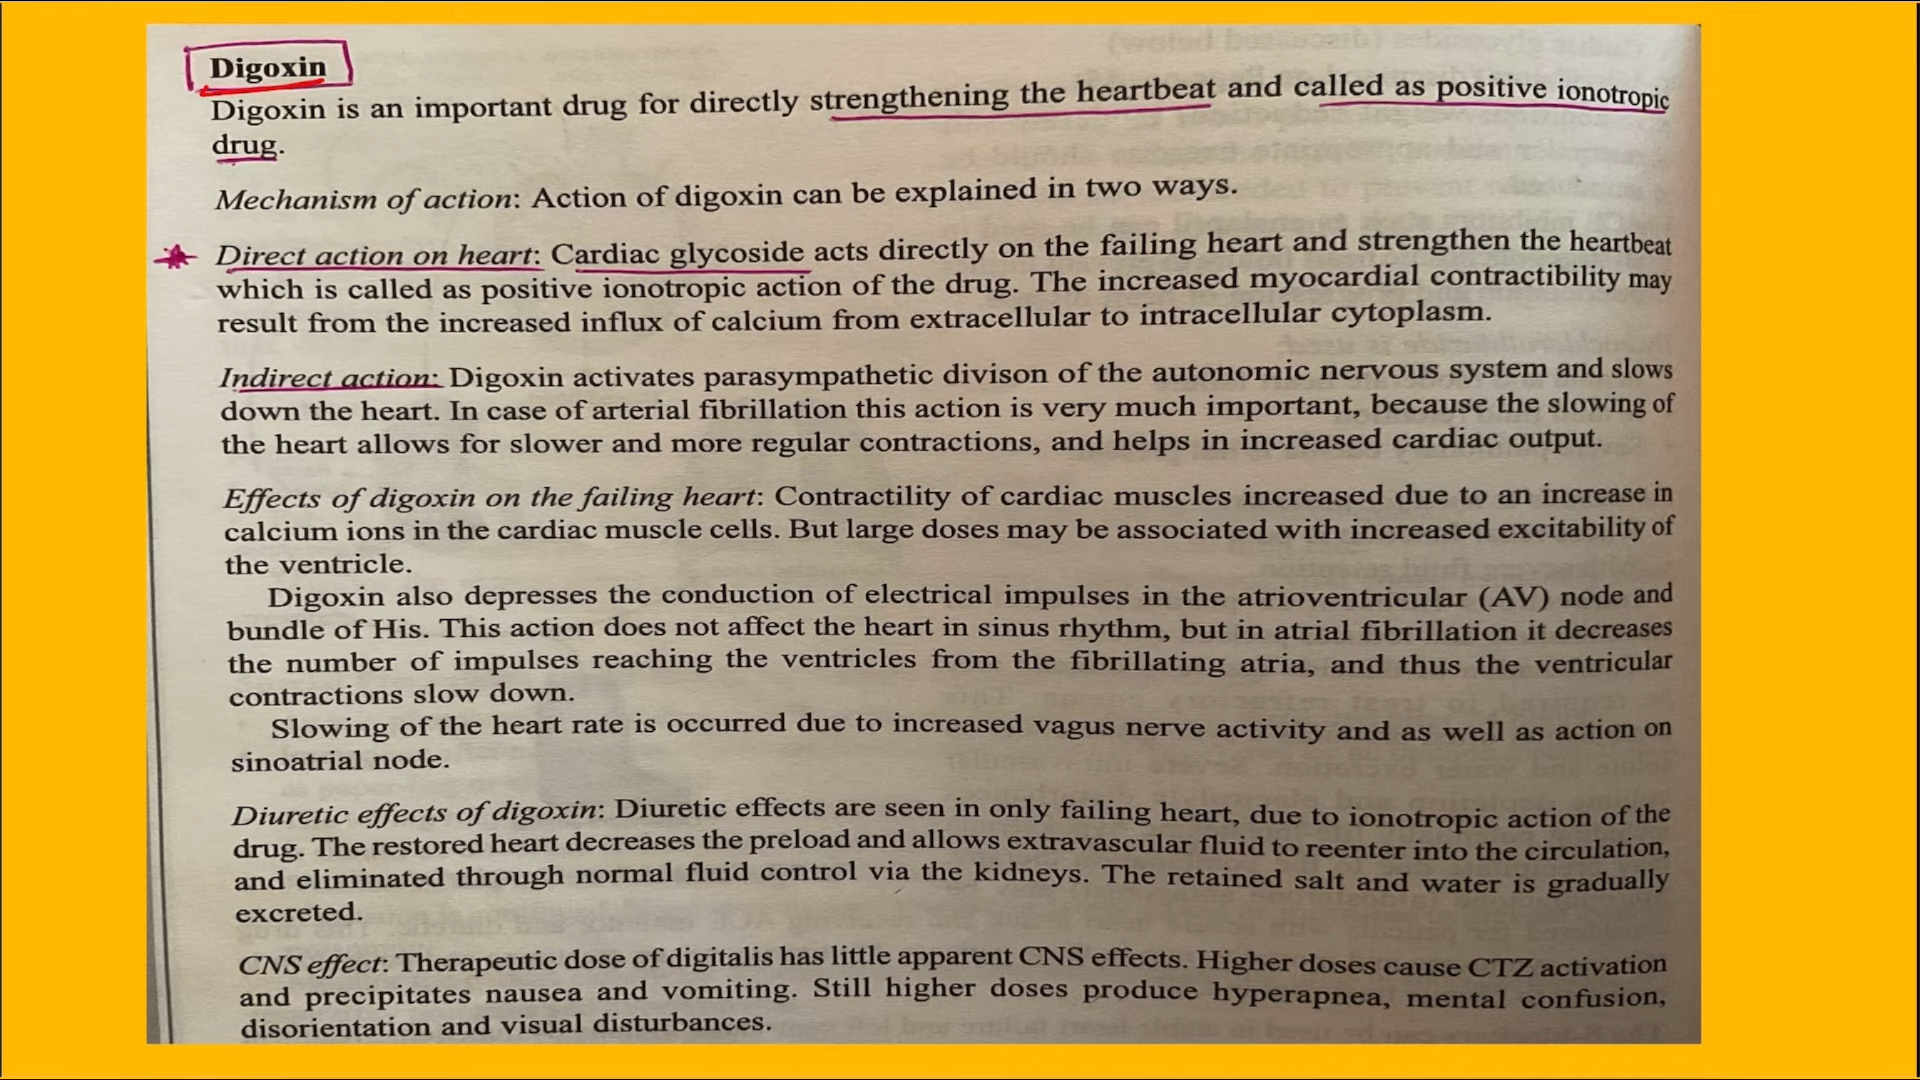 Digoxin
Digoxin is an important drug for directly strengthening the heartbeat and called as positive ionotropic
drug.
Mechanism of action: Action of digoxin can be explained in two ways.
Direct action on heart: Cardiac glycoside acts directly on the failing heart and strengthen the heartbeat
which is called as positive ionotropic action of the drug. The increased myocardial contractibility may
result from the increased influx of calcium from extracellular to intracellular cytoplasm.
Indirect action: Digoxin activates parasympathetic divison of the autonomic nervous system and slows
down the heart. In case of arterial fibrillation this action is very much important, because the slowing of
the heart allows for slower and more regular contractions, and helps in increased cardiac output.
Effects of digoxin on the failing heart: Contractility of cardiac muscles increased due to an increase in
calcium ions in the cardiac muscle cells. But large doses may be associated with increased excitability of
the ventricle.
Digoxin also depresses the conduction of electrical impulses in the atrioventricular (AV) node and
bundle of His. This action does not affect the heart in sinus rhythm, but in atrial fibrillation it decreases
the number of impulses reaching the ventricles from the fibrillating atria, and thus the ventricular
contractions slow down.
Slowing of the heart rate is occurred due to increased vagus nerve activity and as well as action on
sinoatrial node.
Diuretic effects of digoxin: Diuretic effects are seen in only failing heart, due to ionotropic action of the
drug. The restored heart decreases the preload and allows extravascular fluid to reenter into the circulation,
and eliminated through normal fluid control via the kidneys. The retained salt and water is gradually
excreted.
CNS effect: Therapeutic dose of digitalis has little apparent CNS effects. Higher doses cause CTZ activation
and precipitates nausea and vomiting. Still higher doses produce hyperapnea, mental confusion,
disorientation and visual disturbances.